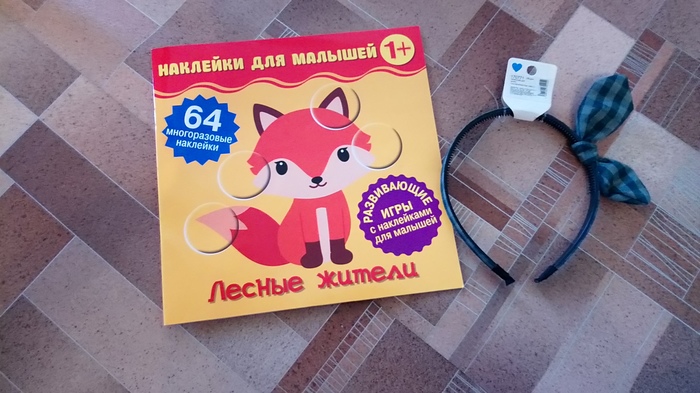 НАКЛЕЙКИ ДЛЯ МАЛЫШЕЙ 1+
64
многоразовые
наклейки
РАЗВИВАЮЩИЕ
ИГРЫ
с наклейками
для малышей
Лесные жители